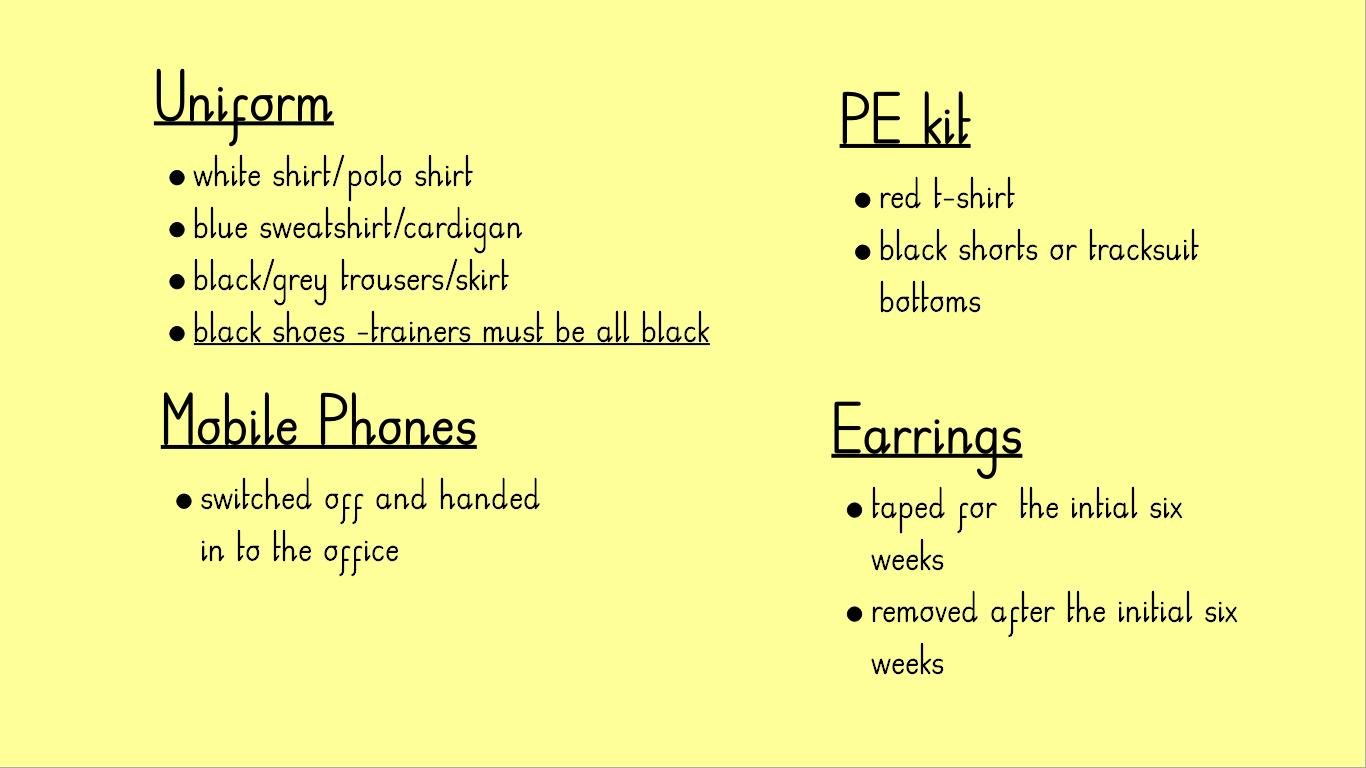 Uniform
● white shirt/polo shirt
● blue sweatshirt/cardigan
● black/grey trousers/skirt
● black shoes -trainers must be all black
PE kit
● red t-shirt
● black shorts or tracksuit
bottoms
Mobile Phones
● switched off and handed
in to the office
Earrings
● taped for the intial six
weeks
● removed after the initial six
weeks